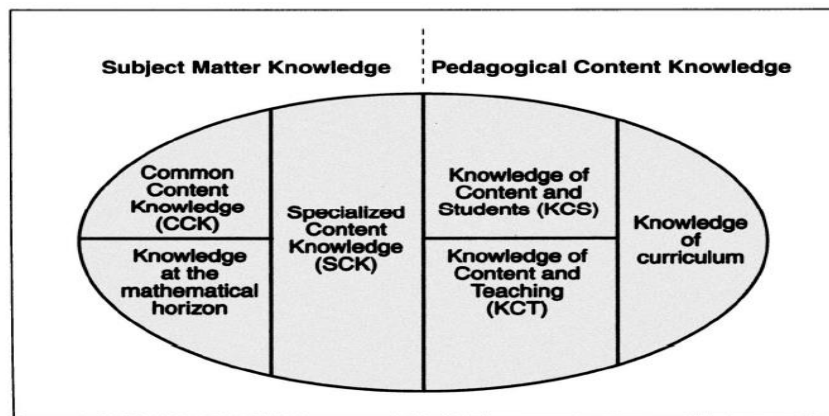 Subject Matter Knowledge
Pedagogical Content Knowledge
Common
Content
Knowledge
(CCK)
Knowledge
at the
mathematical
horizon
Specialized
Content
Knowledge
(SCK)
Knowledge of
Content and
Students (KCS)
Knowledge of
Content and
Teaching
(KCT)
Knowledge
of
curriculum